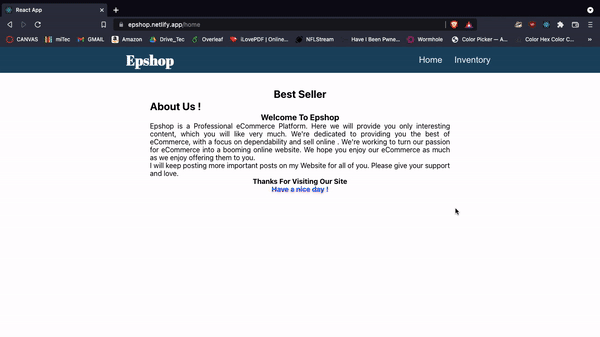 React App
epshop.netlify.app/home
CANVAS miTec GMAIL Amazon Drive_Tec Overleaf iLovePDF | Online... NFLStream Have I Been Pwne... Wormhole Color Picker — A... Color Hex Color C...
Epshop Home Inventory
Best Seller
About Us !
Welcome To Epshop
Epshop is a Professional eCommerce Platform. Here we will provide you only interesting
content, which you will like very much. We're dedicated to providing you the best of
eCommerce, with a focus on dependability and sell online . We're working to turn our passion
for eCommerce into a booming online website. We hope you enjoy our eCommerce as much
as we enjoy offering them to you.
I will keep posting more important posts on my Website for all of you. Please give your support
and love.
Thanks For Visiting Our Site
Have a nice day !